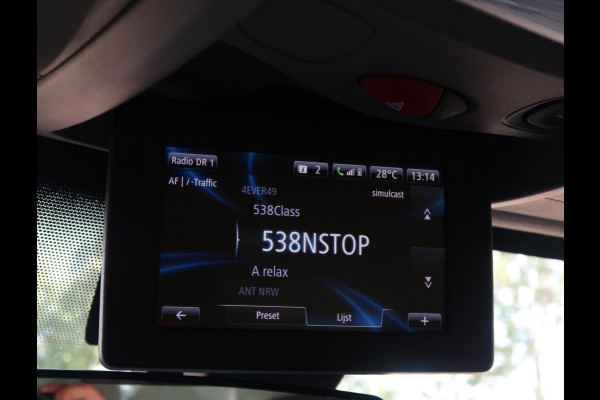 Radio DR 1
2
28°C
13:14
AF | i-Traffic
4EVER49
simulcast
538Class
538NSTOP
A relax
ANT NRW
Preset
Lijst